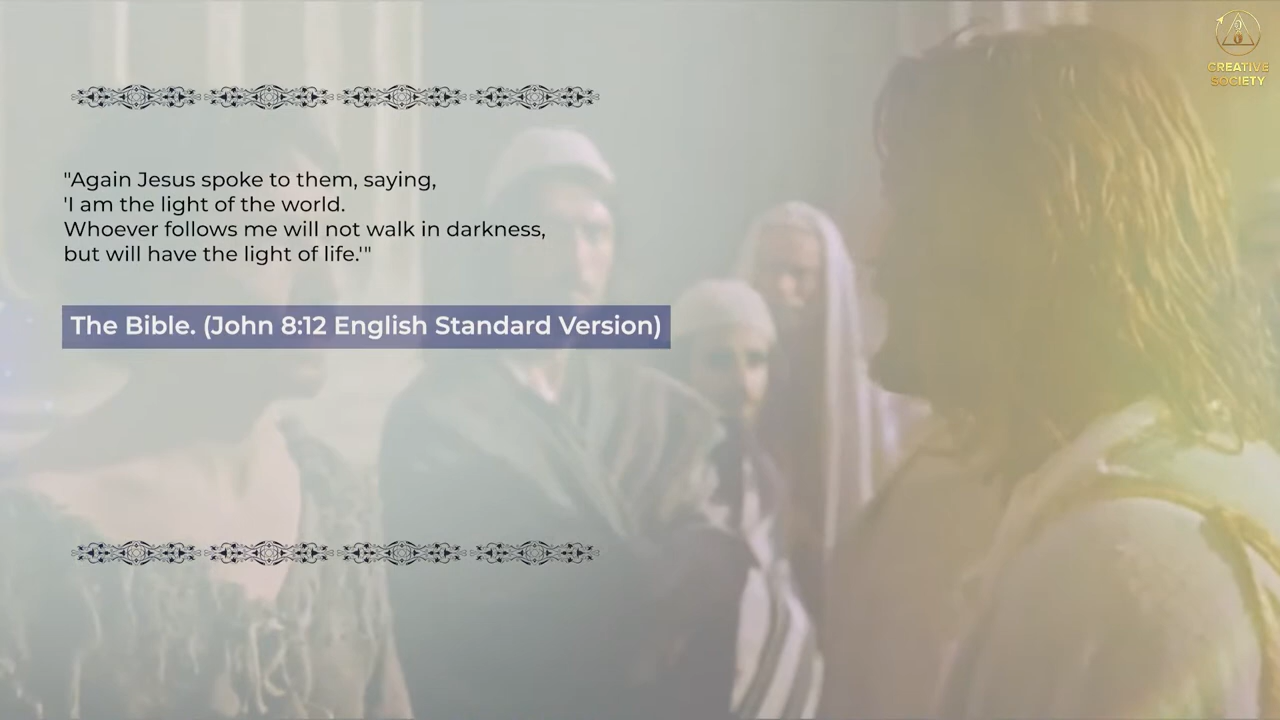 CREATIVE
SOCIETY
"Again Jesus spoke to them, saying,
'I am the light of the world.
Whoever follows me will not walk in darkness,
but will have the light of life.'"
The Bible. (John 8:12 English Standard Version)